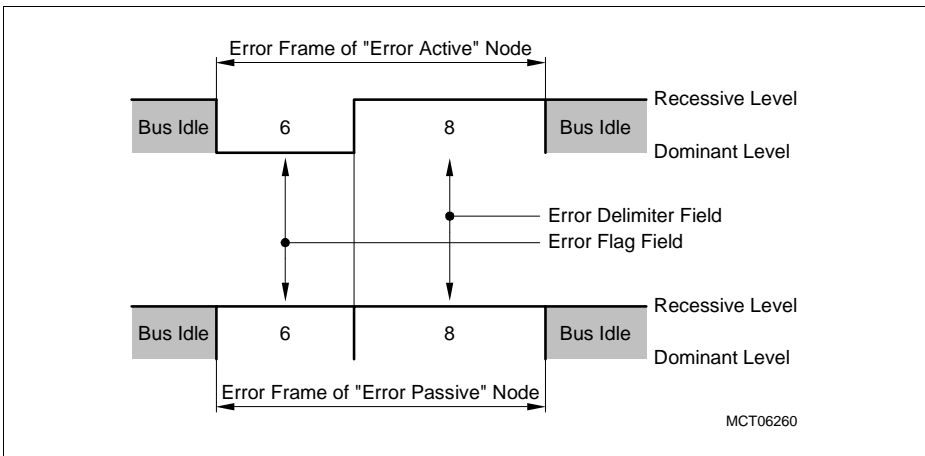 Error Frame of "Error Active" Node
Recessive Level
Bus Idle 6 8 Bus Idle
Dominant Level
Error Delimiter Field
Error Flag Field
Recessive Level
Bus Idle 6 8 Bus Idle
Dominant Level
Error Frame of "Error Passive" Node
MCT06260